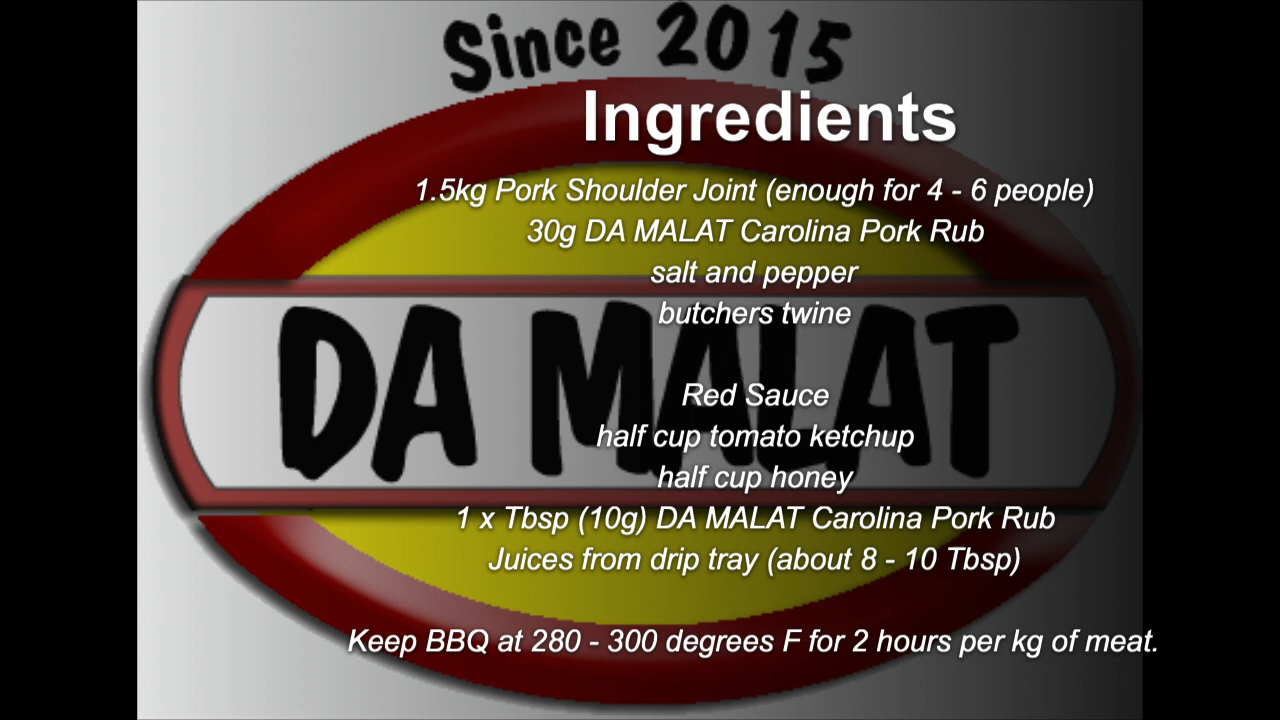 Since 2015
Ingredients
1.5kg Pork Shoulder Joint (enough for 4 - 6 people)
30g DA MALAT Carolina Pork Rub
salt and pepper
butchers twine
DA MALAT
Red Sauce
half cup tomato ketchup
half cup honey
1 x Tbsp (10g) DA MALAT Carolina Pork Rub
Juices from drip tray (about 8 - 10 Tbsp)
Keep BBQ at 280 - 300 degrees F for 2 hours per kg of meat.